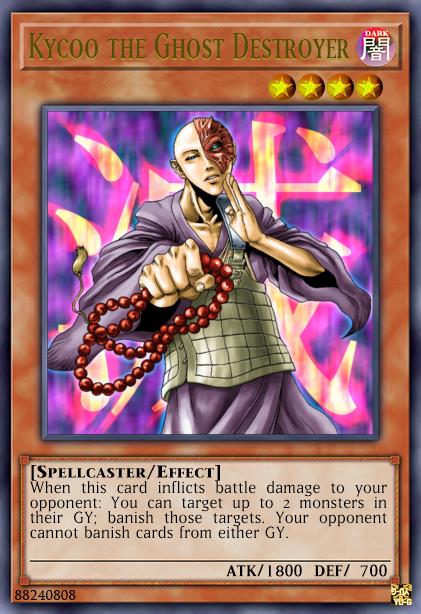 Kycoo the Ghost Destroyer
DARK
闇
[Spellcaster/Effect]
When this card inflicts battle damage to your
opponent: You can target up to 2 monsters in
their GY; banish those targets. Your opponent
cannot banish cards from either GY.
ATK/1800 DEF/ 700
88240808